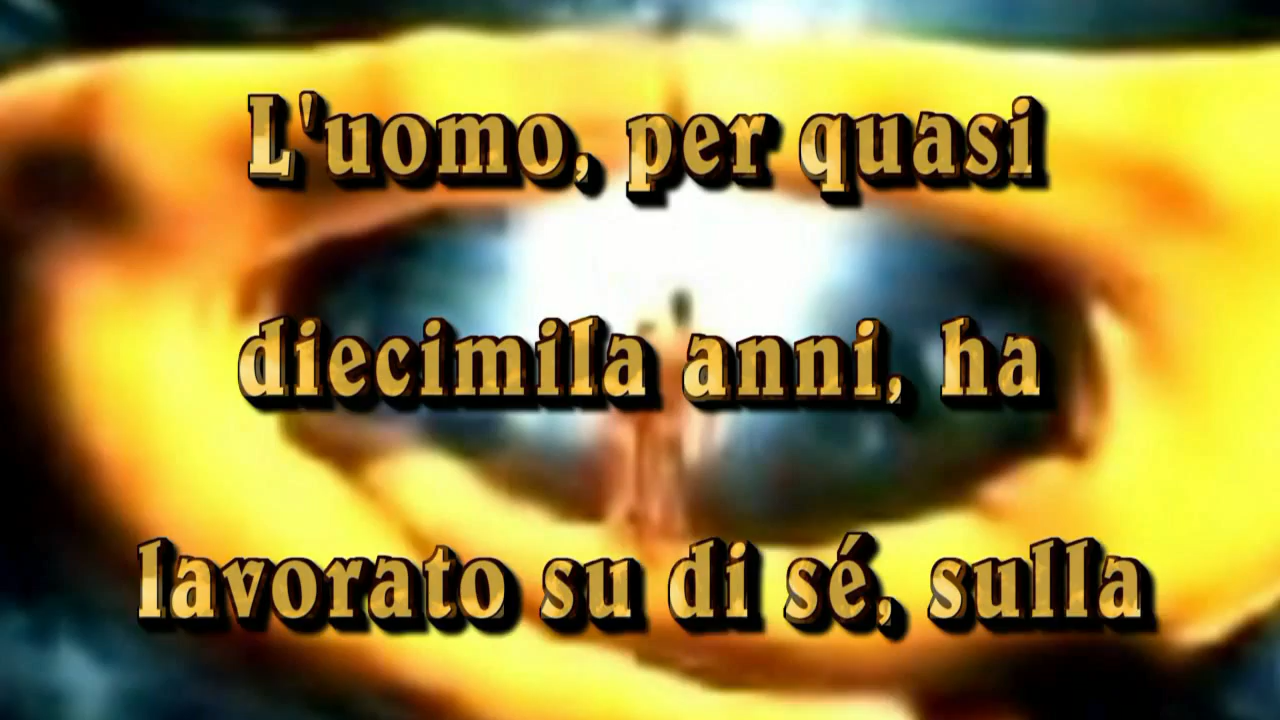 L'uomo, per quasi
diecimila anni, ha
lavorato su di sé, sulla